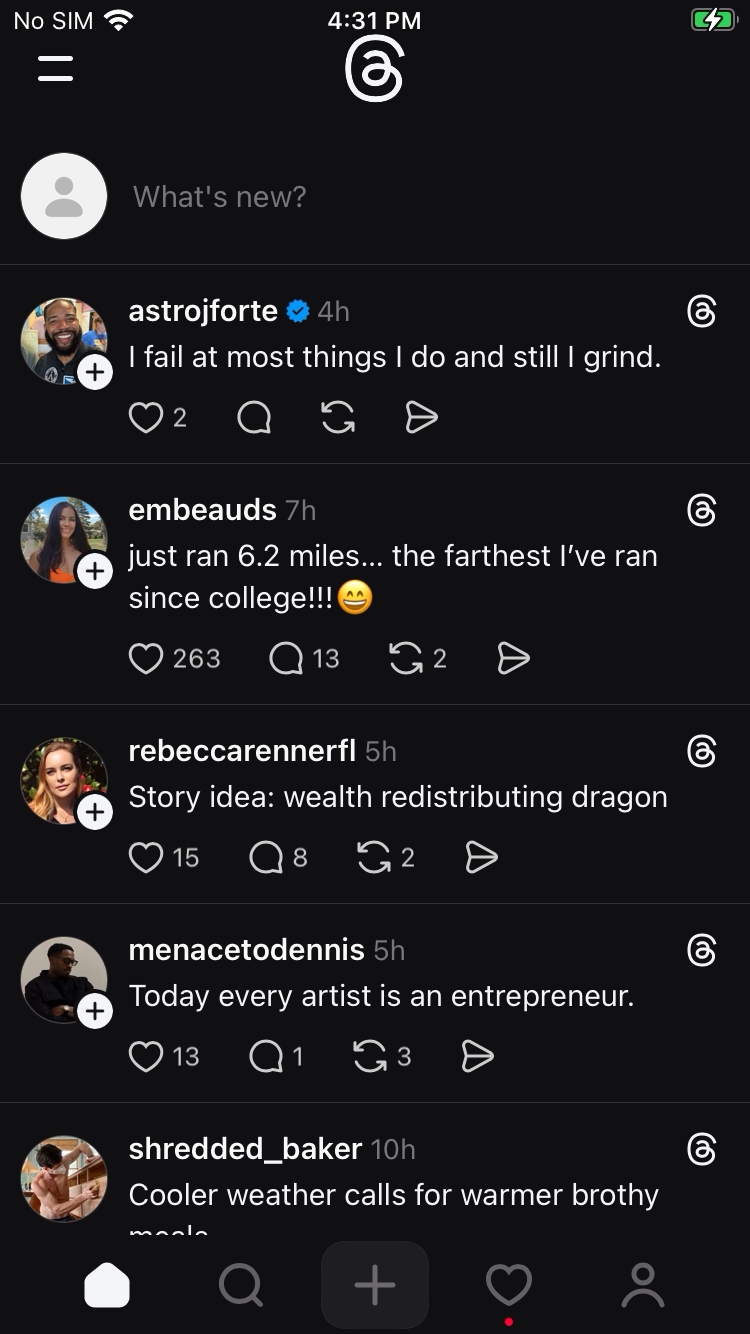 No SIM 4:31 PM
What's new?
astrojforte 4h
I fail at most things I do and still I grind.
2
embeauds 7h
just ran 6.2 miles... the farthest I’ve ran
since college!!!😄
263 13 2
rebeccarennerfl 5h
Story idea: wealth redistributing dragon
15 8 2
menacetodennis 5h
Today every artist is an entrepreneur.
13 1 3
shredded_baker 10h
Cooler weather calls for warmer brothy